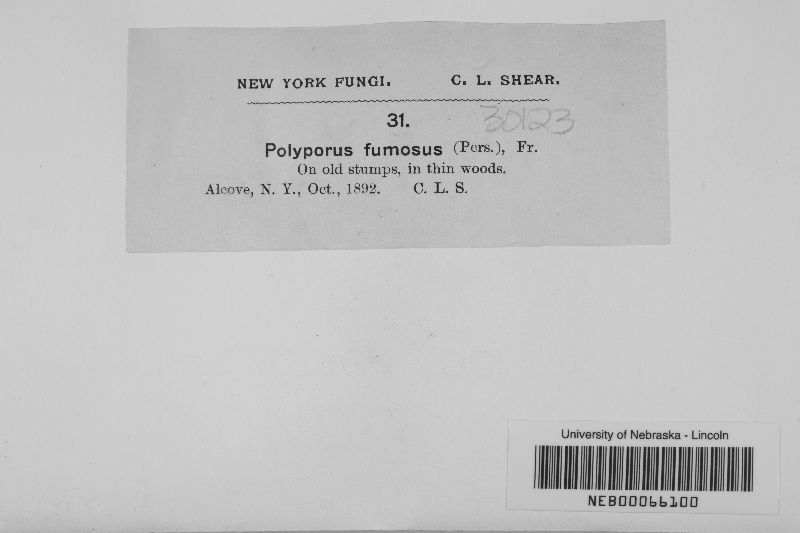 NEW YORK FUNGI. C. L. SHEAR.
31. 30123
Polyporus fumosus (Pers.), Fr.
On old stumps, in thin woods.
Alcove, N. Y., Oct., 1892. C. L. S.
University of Nebraska - Lincoln
NEB00066100